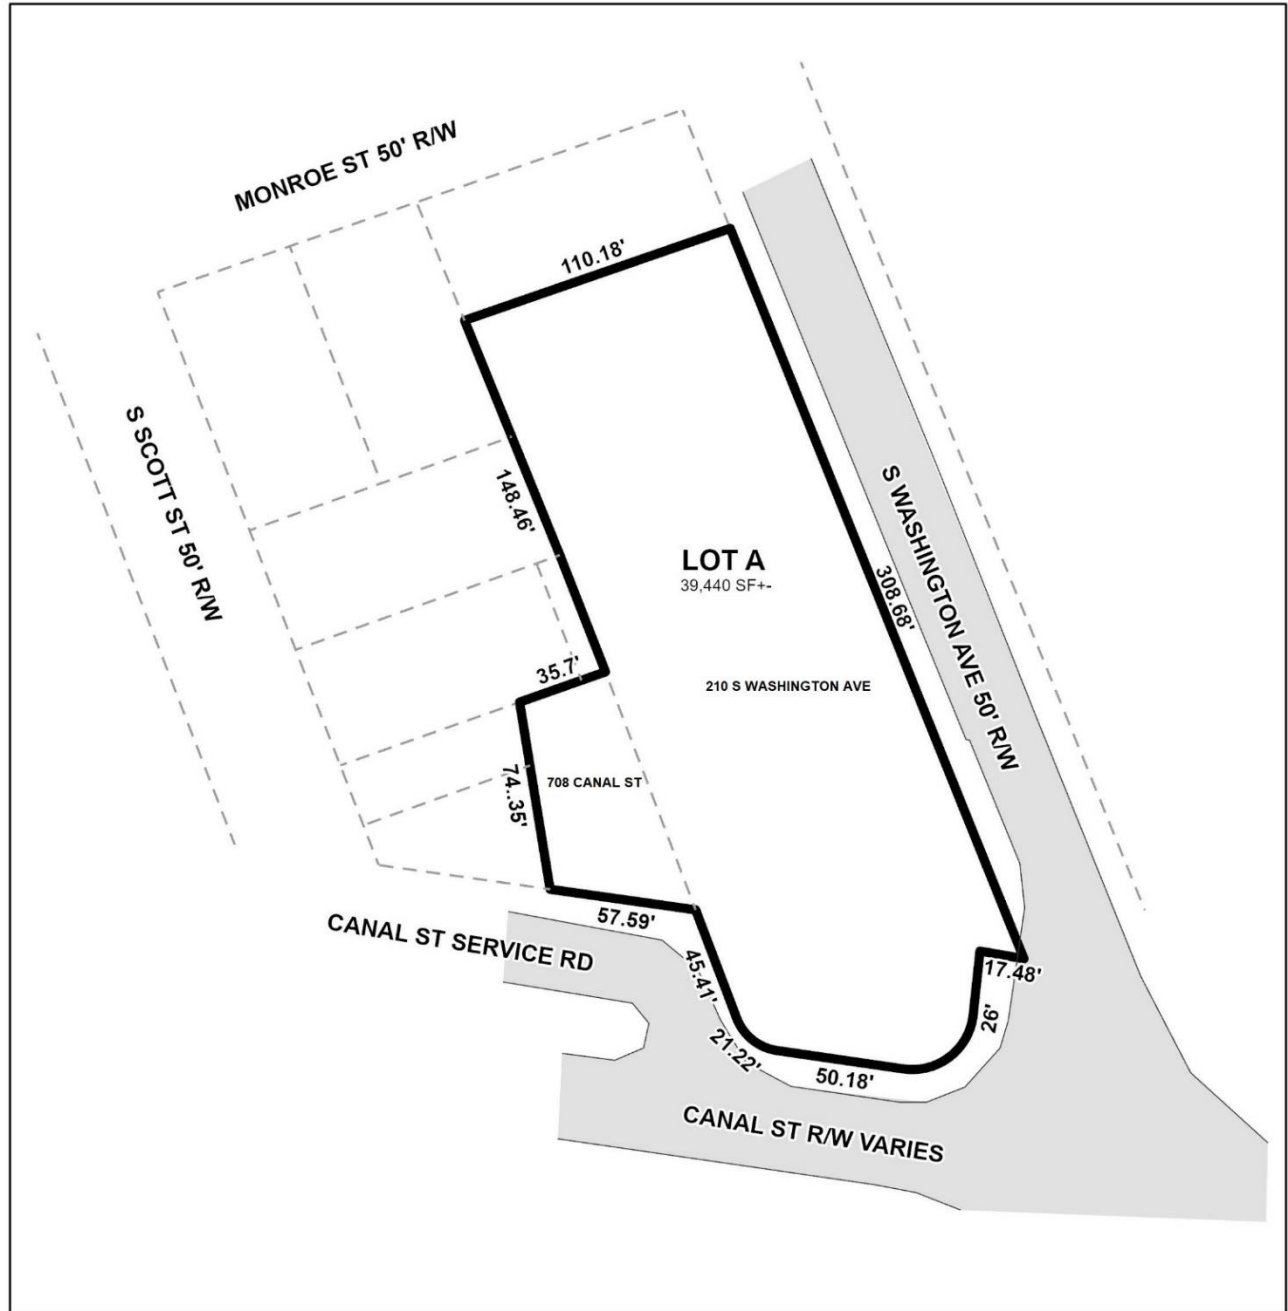 MONROE ST 50' R/W
110.18'
S SCOTT ST 50' R/W
148.46'
S WASHINGTON AVE 50' R/W
LOT A
39,440 SF+-
308.68'
35.7'
210 S WASHINGTON AVE
74..35'
708 CANAL ST
57.59'
CANAL ST SERVICE RD
45.41'
17.48'
26'
21.22'
50.18'
CANAL ST R/W VARIES